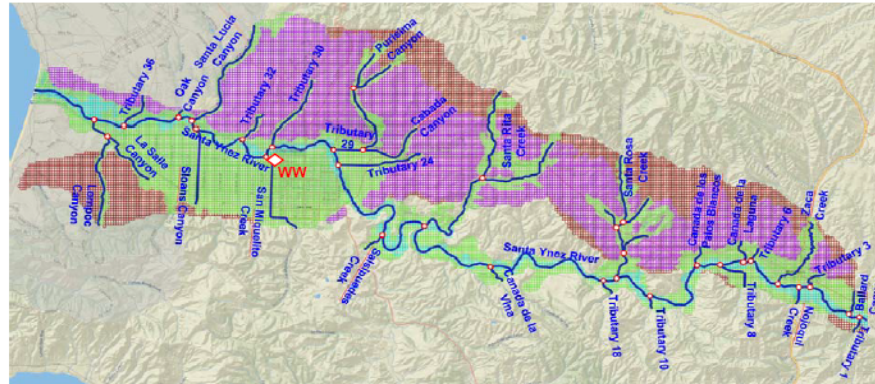 Santa Lucia
Canyon
Oak
Canyon
Tributary 36
Tributary 32
Tributary 30
Purisima
Canyon
Cabada
Canyon
Tributary
29
Tributary 24
Santa Rita
Creek
Santa Ynez River
WW
La Salle
Canyon
Lompoc
Canyon
Sloans Canyon
San Miguelito
Creek
Salsipuedes
Creek
Santa Ynez River
Canada de la
Vina
Santa Rosa
Creek
Tributary 18
Tributary 10
Canada de los
Palos Blancos
Canada de la
Laguna
Tributary 6
Zaca
Creek
Tributary 8
Nojoqui
Creek
Tributary 3
Ballard
Tributary 1